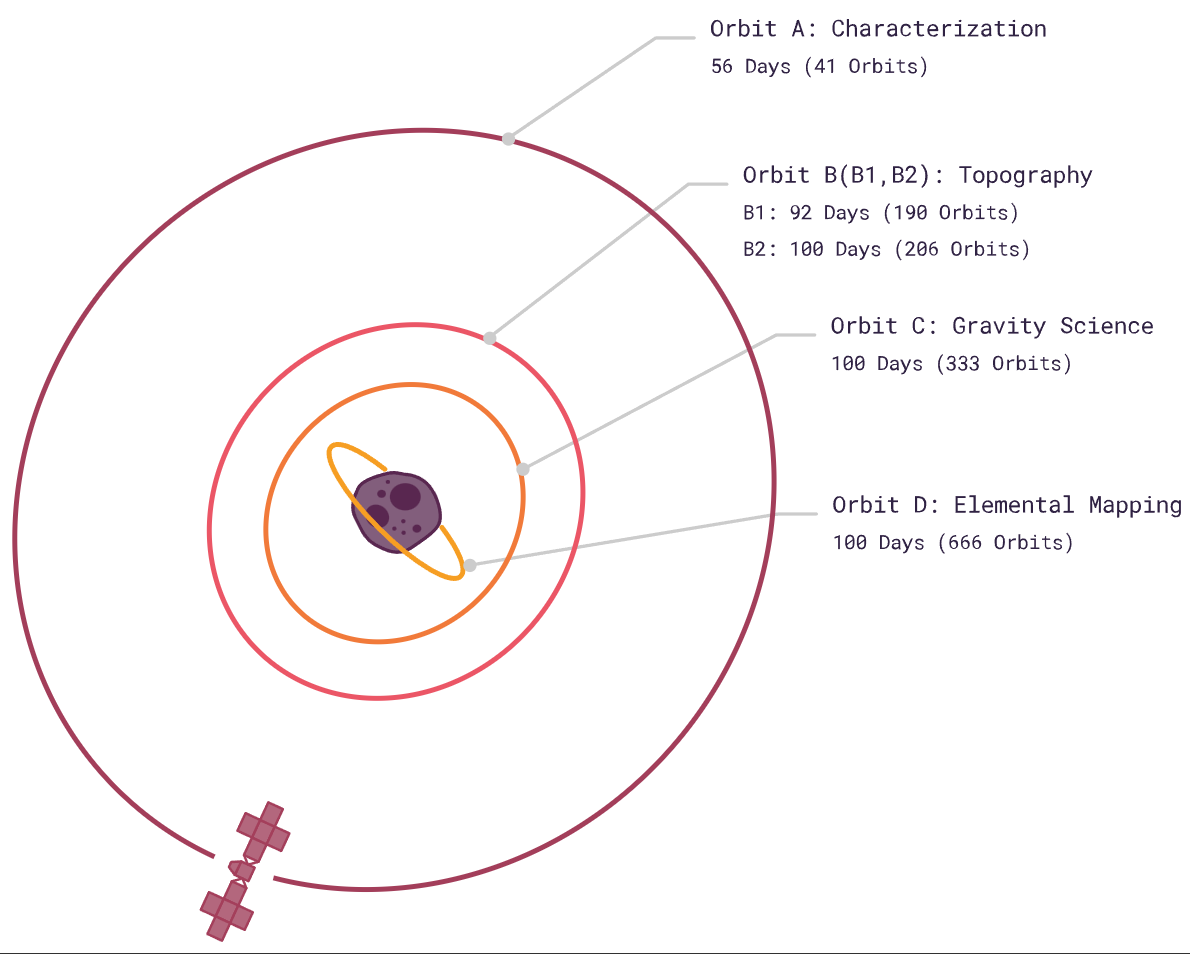 Orbit A: Characterization
56 Days (41 Orbits)
Orbit B(B1,B2): Topography
B1: 92 Days (190 Orbits)
B2: 100 Days (206 Orbits)
Orbit C: Gravity Science
100 Days (333 Orbits)
Orbit D: Elemental Mapping
100 Days (666 Orbits)